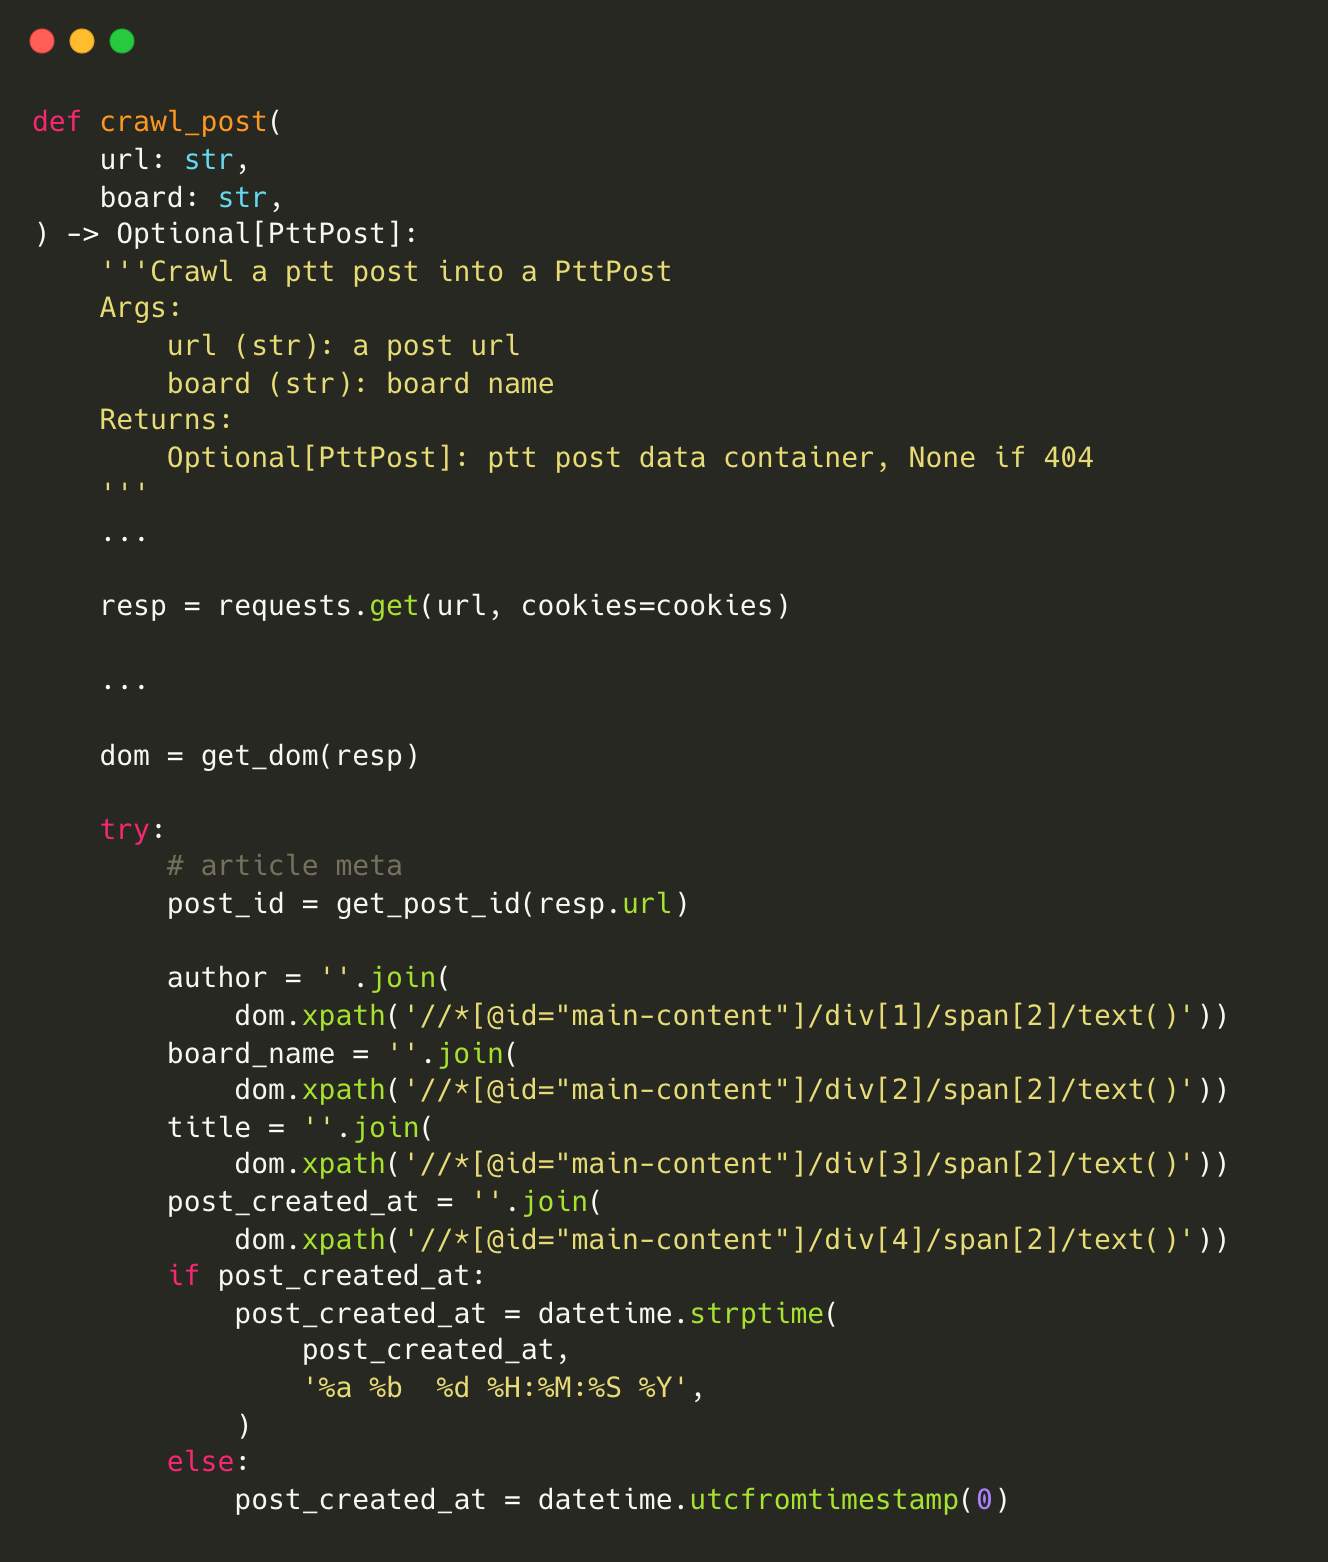 def crawl_post(
    url: str,
    board: str,
) -> Optional[PttPost]:
    '''Crawl a ptt post into a PttPost
    Args:
        url (str): a post url
        board (str): board name
    Returns:
        Optional[PttPost]: ptt post data container, None if 404
    '''
    ...

    resp = requests.get(url, cookies=cookies)

    ...

    dom = get_dom(resp)

    try:
        # article meta
        post_id = get_post_id(resp.url)

        author = ''.join(
            dom.xpath('//*[@id="main-content"]/div[1]/span[2]/text()'))
        board_name = ''.join(
            dom.xpath('//*[@id="main-content"]/div[2]/span[2]/text()'))
        title = ''.join(
            dom.xpath('//*[@id="main-content"]/div[3]/span[2]/text()'))
        post_created_at = ''.join(
            dom.xpath('//*[@id="main-content"]/div[4]/span[2]/text()'))
        if post_created_at:
            post_created_at = datetime.strptime(
                post_created_at,
                '%a %b  %d %H:%M:%S %Y',
            )
        else:
            post_created_at = datetime.utcfromtimestamp(0)